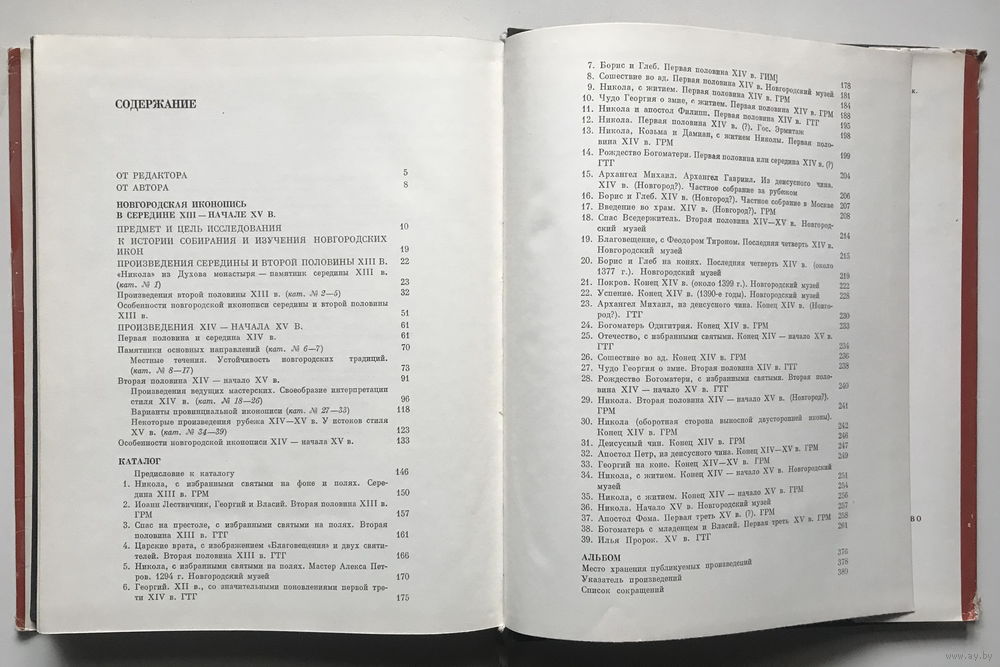 СОДЕРЖАНИЕ
ОТ РЕДАКТОРА 5
ОТ АВТОРА 8
НОВГОРОДСКАЯ ИКОНОПИСЬ
В СЕРЕДИНЕ XIII — НАЧАЛЕ XV В.
ПРЕДМЕТ И ЦЕЛЬ ИССЛЕДОВАНИЯ 10
К ИСТОРИИ СОБИРАНИЯ И ИЗУЧЕНИЯ НОВГОРОДСКИХ
ИКОН 19
ПРОИЗВЕДЕНИЯ СЕРЕДИНЫ И ВТОРОЙ ПОЛОВИНЫ XIII В. 22
«Никола» из Духова монастыря — памятник середины XIII в.
(кат. № 1) 23
Произведения второй половины XIII в. (кат. № 2—5) 32
Особенности новгородской иконописи середины и второй половины
XIII в. 51
ПРОИЗВЕДЕНИЯ XIV — НАЧАЛА XV В. 61
Первая половина и середина XIV в. 61
Памятники основных направлений (кат. № 6—7) 70
Местные течения. Устойчивость новгородских традиций.
(кат. № 8—17) 73
Вторая половина XIV — начало XV в. 91
Произведения ведущих мастерских. Своеобразие интерпретации
стиля XIV в. (кат. № 18—26) 96
Варианты провинциальной иконописи (кат. № 27—33) 118
Некоторые произведения рубежа XIV—XV в. У истоков стиля
XV в. (кат. № 34—39) 123
Особенности новгородской иконописи XIV — начала XV в. 133
КАТАЛОГ
Предисловие к каталогу 146
1. Никола, с избранными святыми на фоне и полях. Сере-
дина XIII в. ГРМ 150
2. Иоанн Лествичник, Георгий и Власий. Вторая половина XIII в.
ГРМ 157
3. Спас на престоле, с избранными святыми на полях. Вторая
половина XIII в. ГТГ 161
4. Царские врата, с изображением «Благовещения» и двух святи-
телей. Вторая половина XIII в. ГТГ 166
5. Никола, с избранными святыми на полях. Мастер Алекса Пет-
ров. 1294 г. Новгородский музей 170
6. Георгий. XII в., со значительными поновлениями первой тре-
ти XIV в. ГТГ 175
7. Борис и Глеб. Первая половина XIV в. ГИМ] 178
8. Сошествие во ад. Первая половина XIV в. Новгородский музей 181
9. Никола, с житием. Первая половина XIV в. ГРМ 184
10. Чудо Георгия о змие, с житием. Первая половина XIV в. ГРМ 188
11. Никола и апостол Филипп. Первая половина XIV в. ГТГ 195
12. Никола. Первая половина XIV в. (?). Гос. Эрмитаж 198
13. Никола, Козьма и Дамиан, с житием Николы. Первая поло-
вина XIV в. ГРМ 199
14. Рождество Богоматери. Первая половина или середина XIV в. (?)
ГТГ 204
15. Архангел Михаил. Архангел Гавриил. Из деисусного чина.
XIV в. (Новгород?). Частное собрание за рубежом 206
16. Борис и Глеб. XIV в. (Новгород?). Частное собрание в Москве 207
17. Введение во храм. XIV в. (Новгород?). ГРМ 208
18. Спас Вседержитель. Вторая половина XIV—XV в. Новгород-
ский музей 214
19. Благовещение, с Феодором Тироном. Последняя четверть XIV в.
Новгородский музей 215
20. Борис и Глеб на конях. Последняя четверть XIV в. (около
1377 г.). Новгородский музей 219
21. Покров. Конец XIV в. (около 1399 г.). Новгородский музей 222
22. Успение. Конец XIV в. (1390-е годы). Новгородский музей 228
23. Архангел Михаил, из деисусного чина. Конец XIV в. (Новго-
род?). ГТГ 230
24. Богоматерь Одигитрия. Конец XIV в. ГРМ 233
25. Отечество, с избранными святыми. Конец XIV — начало XV в.
ГТГ 234
26. Сошествие во ад. Конец XIV в. ГРМ 236
27. Чудо Георгия о змие. Вторая половина XIV в. ГТГ 238
28. Рождество Богоматери, с избранными святыми. Вторая поло-
вина XIV — начало XV в. ГТГ 240
29. Никола. Вторая половина XIV — начало XV в. (Новгород?).
ГРМ 241
30. Никола (оборотная сторона выносной двусторонней иконы).
Конец XIV в. ГРМ 242
31. Деисусный чин. Конец XIV в. ГРМ 246
32. Апостол Петр, из деисусного чина. Конец XIV—XV в. ГРМ 247
33. Георгий на коне. Конец XIV—XV в. ГРМ 249
34. Никола, с житием. Конец XIV — начало XV в. Новгородский
музей 251
35. Никола, с житием. Конец XIV — начало XV в. ГРМ 254
36. Никола. Начало XV в. Новгородский музей 256
37. Апостол Фома. Первая треть XV в. (?). ГРМ 257
38. Богоматерь с младенцем и Власий. Первая треть XV в. ГРМ 258
39. Илья Пророк. XV в. ГТГ 261
АЛЬБОМ
Место хранения публикуемых произведений 376
Указатель произведений 378
Список сокращений 380
к.
ВО
www.ay.by